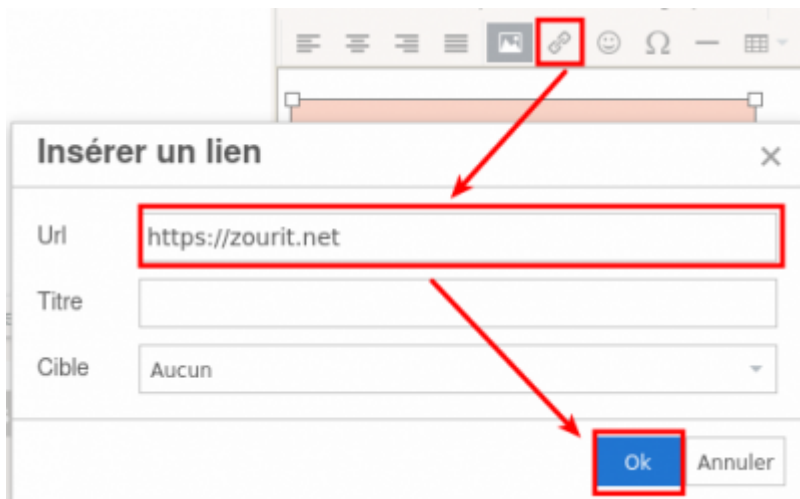 Ω
Insérer un lien
Url
https://zourit.net
Titre
Cible
Aucun
Ok
Annuler